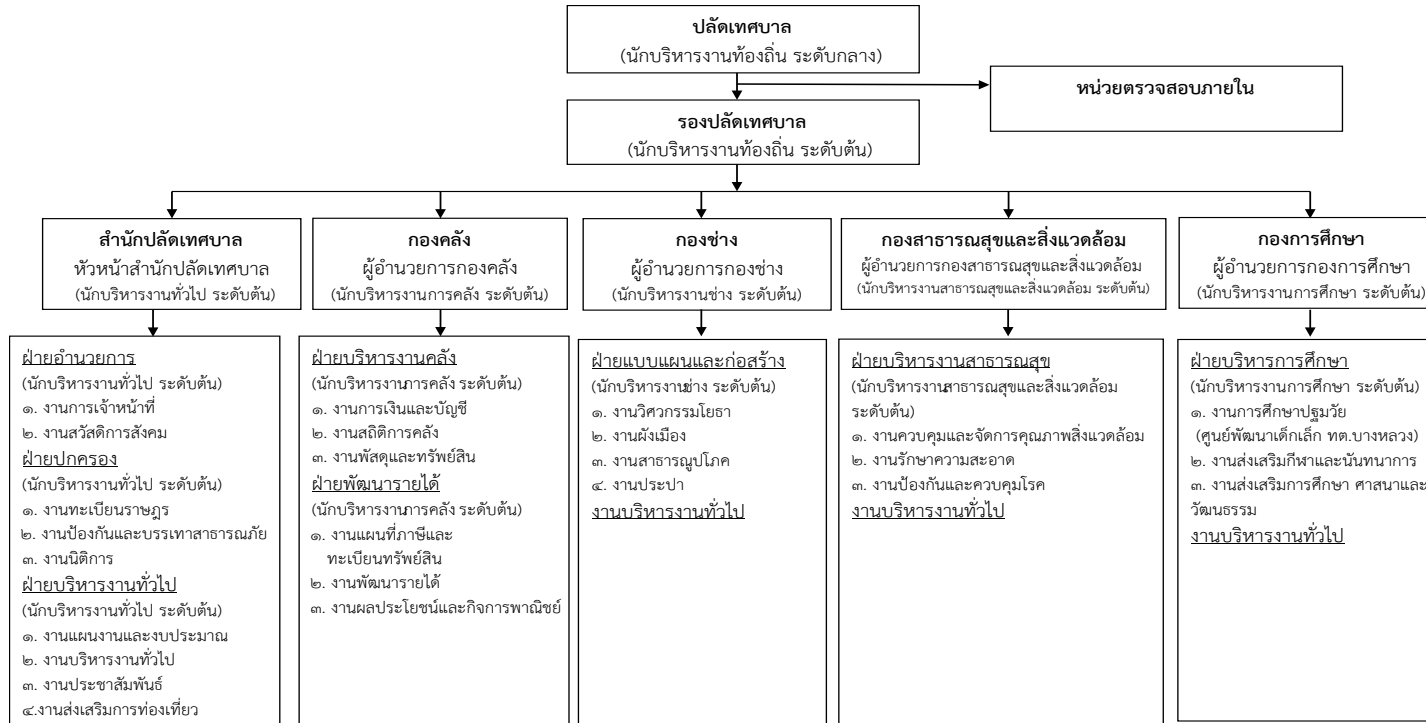 ปลัดเทศบาล
(นักบริหารงานท้องถิ่น ระดับกลาง)
หน่วยตรวจสอบภายใน
รองปลัดเทศบาล
(นักบริหารงานท้องถิ่น ระดับต้น)
สำนักปลัดเทศบาล
หัวหน้าสำนักปลัดเทศบาล
(นักบริหารงานทั่วไป ระดับต้น)
กองคลัง
ผู้อำนวยการกองคลัง
(นักบริหารงานการคลัง ระดับต้น)
กองช่าง
ผู้อำนวยการกองช่าง
(นักบริหารงานช่าง ระดับต้น)
กองสาธารณสุขและสิ่งแวดล้อม
ผู้อำนวยการกองสาธารณสุขและสิ่งแวดล้อม
(นักบริหารงานสาธารณสุขและสิ่งแวดล้อม ระดับต้น)
กองการศึกษา
ผู้อำนวยการกองการศึกษา
(นักบริหารงานการศึกษา ระดับต้น)
ฝ่ายอำนวยการ
(นักบริหารงานทั่วไป ระดับต้น)
๑. งานการเจ้าหน้าที่
๒. งานสวัสดิการสังคม
ฝ่ายปกครอง
(นักบริหารงานทั่วไป ระดับต้น)
๑. งานทะเบียนราษฎร
๒. งานป้องกันและบรรเทาสาธารณภัย
๓. งานนิติการ
ฝ่ายบริหารงานทั่วไป
(นักบริหารงานทั่วไป ระดับต้น)
๑. งานแผนงานและงบประมาณ
๒. งานบริหารงานทั่วไป
๓. งานประชาสัมพันธ์
๔.งานส่งเสริมการท่องเที่ยว
ฝ่ายบริหารงานคลัง
(นักบริหารงานการคลัง ระดับต้น)
๑. งานการเงินและบัญชี
๒. งานสถิติการคลัง
๓. งานพัสดุและทรัพย์สิน
ฝ่ายพัฒนารายได้
(นักบริหารงานการคลัง ระดับต้น)
๑. งานแผนที่ภาษีและ
ทะเบียนทรัพย์สิน
๒. งานพัฒนารายได้
๓. งานผลประโยชน์และกิจการพาณิชย์
ฝ่ายแบบแผนและก่อสร้าง
(นักบริหารงานช่าง ระดับต้น)
๑. งานวิศวกรรมโยธา
๒. งานผังเมือง
๓. งานสาธารณูปโภค
๔. งานประปา
งานบริหารงานทั่วไป
ฝ่ายบริหารงานสาธารณสุข
(นักบริหารงานสาธารณสุขและสิ่งแวดล้อม
ระดับต้น)
๑. งานควบคุมและจัดการคุณภาพสิ่งแวดล้อม
๒. งานรักษาความสะอาด
๓. งานป้องกันและควบคุมโรค
งานบริหารงานทั่วไป
ฝ่ายบริหารการศึกษา
(นักบริหารงานการศึกษา ระดับต้น)
๑. งานการศึกษาปฐมวัย
(ศูนย์พัฒนาเด็กเล็ก ทต.บางหลวง)
๒. งานส่งเสริมกีฬาและนันทนาการ
๓. งานส่งเสริมการศึกษา ศาสนาและ
วัฒนธรรม
งานบริหารงานทั่วไป